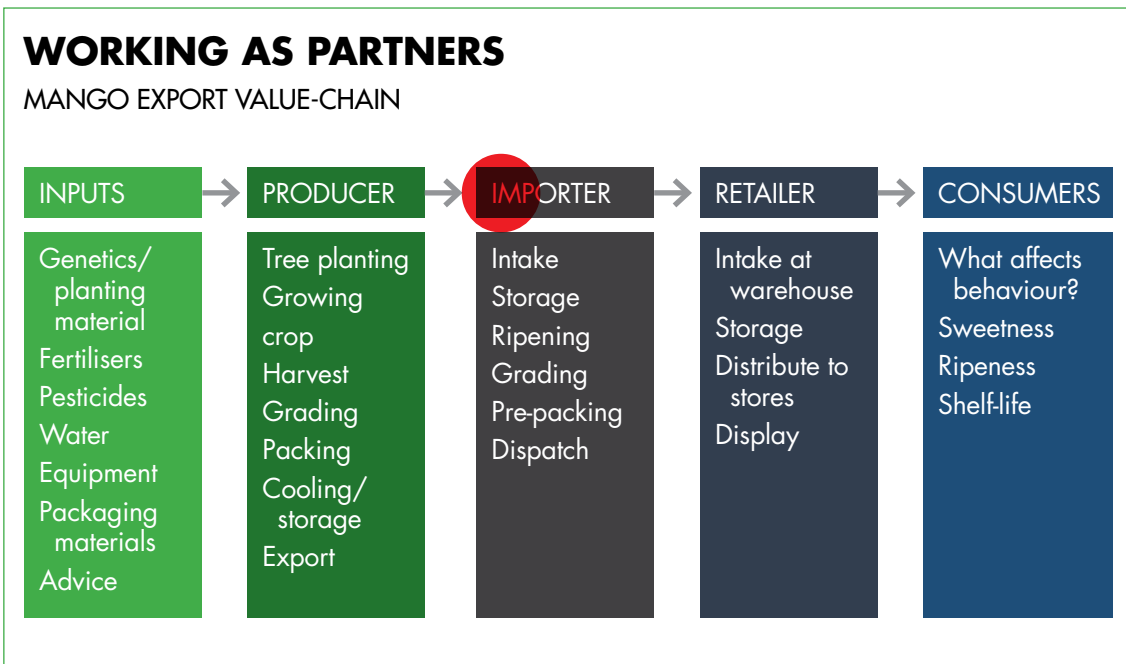 WORKING AS PARTNERS
MANGO EXPORT VALUE-CHAIN
INPUTS
Genetics/
planting
material
Fertilisers
Pesticides
Water
Equipment
Packaging
materials
Advice
PRODUCER
Tree planting
Growing
crop
Harvest
Grading
Packing
Cooling/
storage
Export
IMPORTER
Intake
Storage
Ripening
Grading
Pre-packing
Dispatch
RETAILER
Intake at
warehouse
Storage
Distribute to
stores
Display
CONSUMERS
What affects
behaviour?
Sweetness
Ripeness
Shelf-life